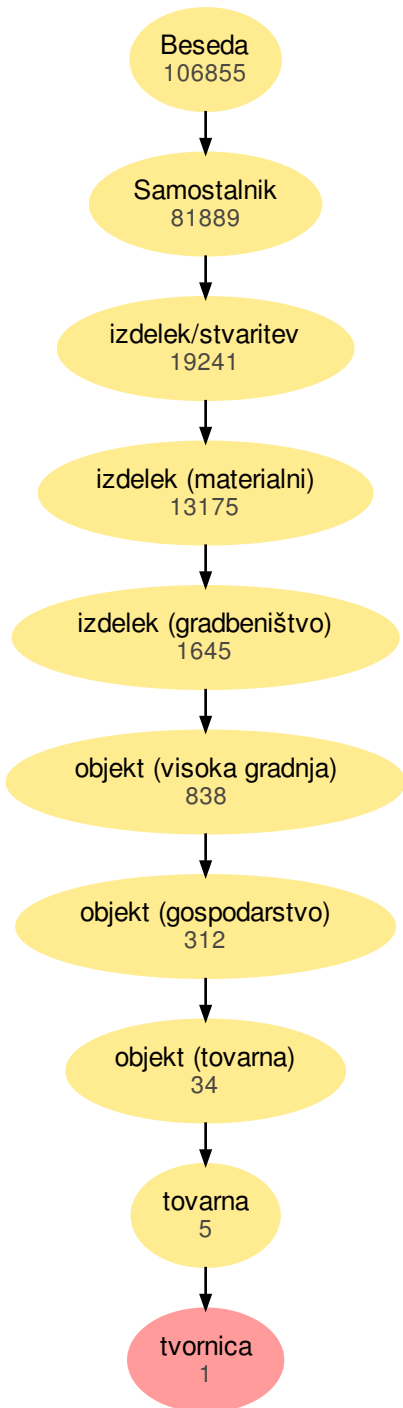 Beseda
106855
Samostalnik
81889
izdelek/stvaritev
19241
izdelek (materialni)
13175
izdelek (gradbeništvo)
1645
objekt (visoka gradnja)
838
objekt (gospodarstvo)
312
objekt (tovarna)
34
tovarna
5
tvornica
1